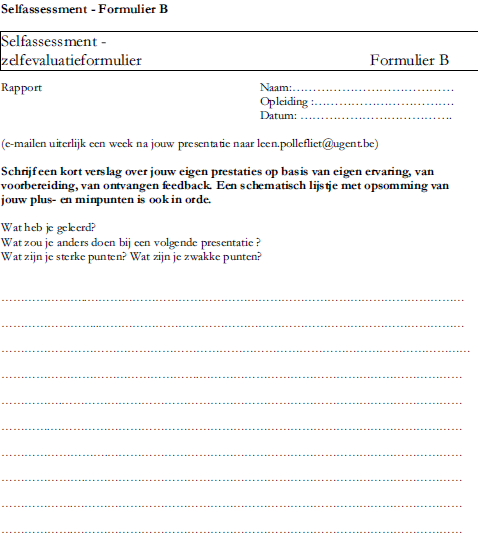 Selfassessment - Formulier B
Selfassessment -
zelfevaluatieformulier Formulier B
Rapport Naam:…………………………………
Opleiding :…………………………….
Datum: ……………………………….
(e-mailen uiterlijk een week na jouw presentatie naar leen.pollefliet@ugent.be)
Schrijf een kort verslag over jouw eigen prestaties op basis van eigen ervaring, van
voorbereiding, van ontvangen feedback. Een schematisch lijstje met opsomming van
jouw plus- en minpunten is ook in orde.
Wat heb je geleerd?
Wat zou je anders doen bij een volgende presentatie ?
Wat zijn je sterke punten? Wat zijn je zwakke punten?